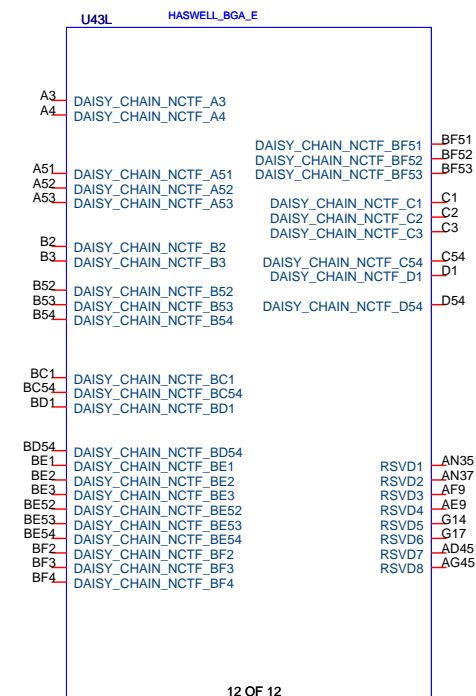 U43L HASWELL_BGA_E
A3 DAISY_CHAIN_NCTF_A3
A4 DAISY_CHAIN_NCTF_A4
A51 DAISY_CHAIN_NCTF_A51
A52 DAISY_CHAIN_NCTF_A52
A53 DAISY_CHAIN_NCTF_A53
B2 DAISY_CHAIN_NCTF_B2
B3 DAISY_CHAIN_NCTF_B3
B52 DAISY_CHAIN_NCTF_B52
B53 DAISY_CHAIN_NCTF_B53
B54 DAISY_CHAIN_NCTF_B54
BC1 DAISY_CHAIN_NCTF_BC1
BC54 DAISY_CHAIN_NCTF_BC54
BD1 DAISY_CHAIN_NCTF_BD1
BD54 DAISY_CHAIN_NCTF_BD54
BE1 DAISY_CHAIN_NCTF_BE1
BE2 DAISY_CHAIN_NCTF_BE2
BE3 DAISY_CHAIN_NCTF_BE3
BE52 DAISY_CHAIN_NCTF_BE52
BE53 DAISY_CHAIN_NCTF_BE53
BE54 DAISY_CHAIN_NCTF_BE54
BF2 DAISY_CHAIN_NCTF_BF2
BF3 DAISY_CHAIN_NCTF_BF3
BF4 DAISY_CHAIN_NCTF_BF4
DAISY_CHAIN_NCTF_BF51 BF51
DAISY_CHAIN_NCTF_BF52 BF52
DAISY_CHAIN_NCTF_BF53 BF53
DAISY_CHAIN_NCTF_C1 C1
DAISY_CHAIN_NCTF_C2 C2
DAISY_CHAIN_NCTF_C3 C3
DAISY_CHAIN_NCTF_C54 C54
DAISY_CHAIN_NCTF_D1 D1
DAISY_CHAIN_NCTF_D54 D54
RSVD1 AN35
RSVD2 AN37
RSVD3 AF9
RSVD4 AE9
RSVD5 G14
RSVD6 G17
RSVD7 AD45
RSVD8 AG45
12 OF 12